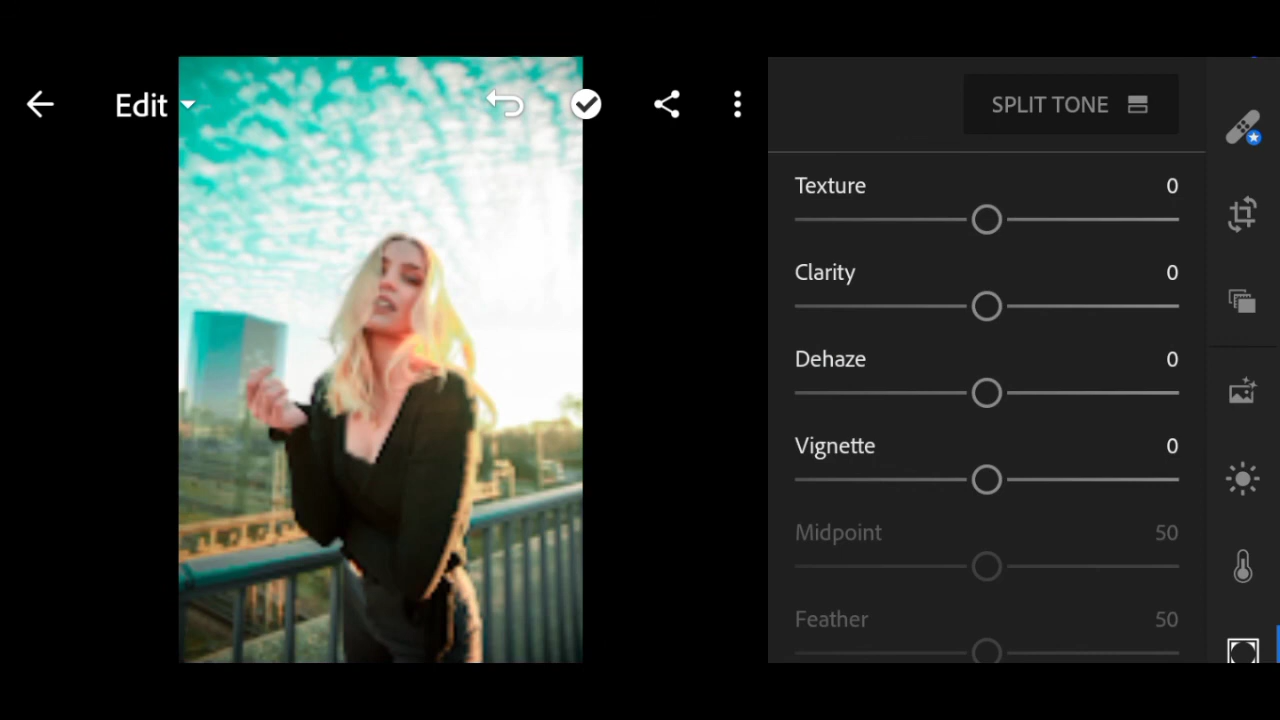 Edit
SPLIT TONE
Texture 0
Clarity 0
Dehaze 0
Vignette 0
Midpoint 50
Feather 50